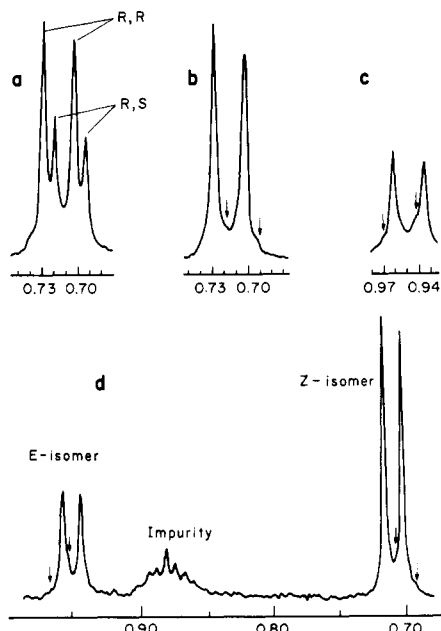 R,R
a
b
c
R,S
0.73 0.70
0.73 0.70
0.97 0.94
d
Z-isomer
E-isomer
Impurity
0.90 0.80 0.70